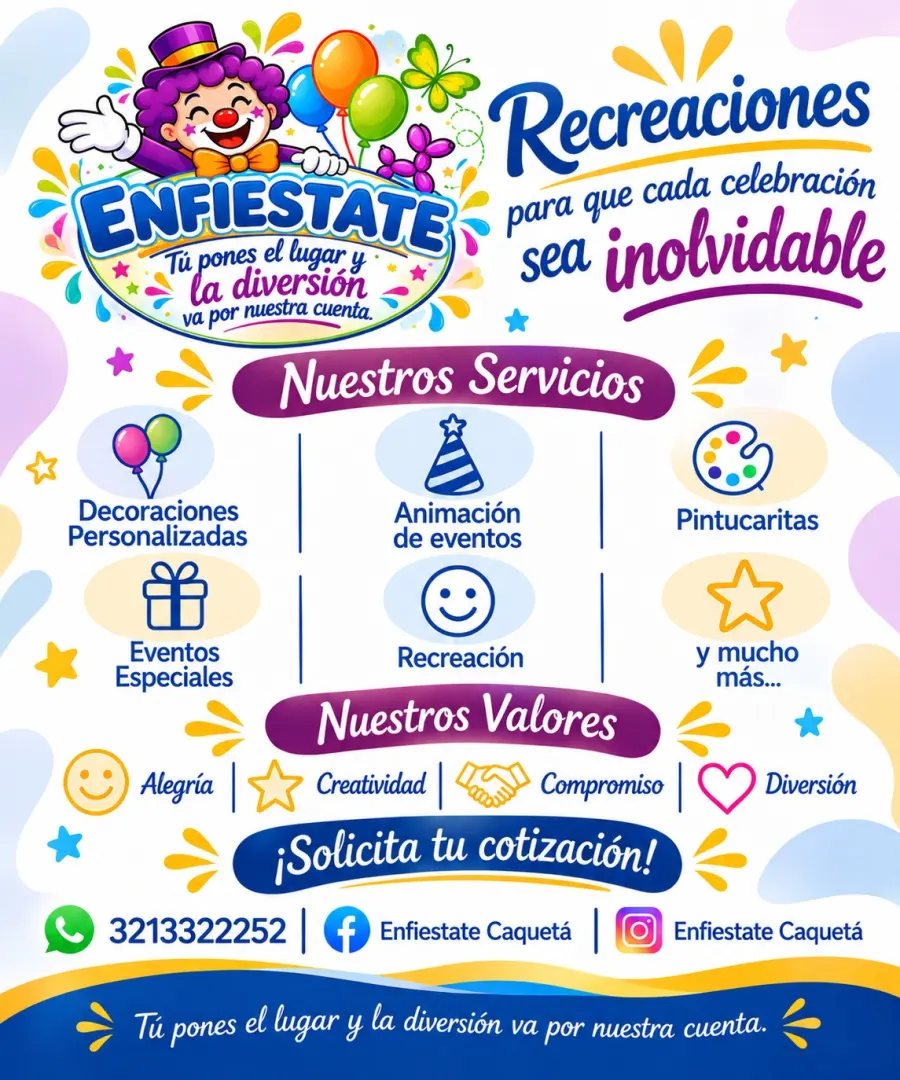 ENFIESTATE
Tú pones el lugar y
la diversión
va por nuestra cuenta.
Recreaciones
para que cada celebración
sea inolvidable
Nuestros Servicios
Decoraciones
Personalizadas
Animación
de eventos
Pintucaritas
Eventos
Especiales
Recreación
y mucho
más...
Nuestros Valores
Alegría
Creatividad
Compromiso
Diversión
¡Solicita tu cotización!
3213322252
Enfiestate Caquetá
Enfiestate Caquetá
Tú pones el lugar y la diversión va por nuestra cuenta.